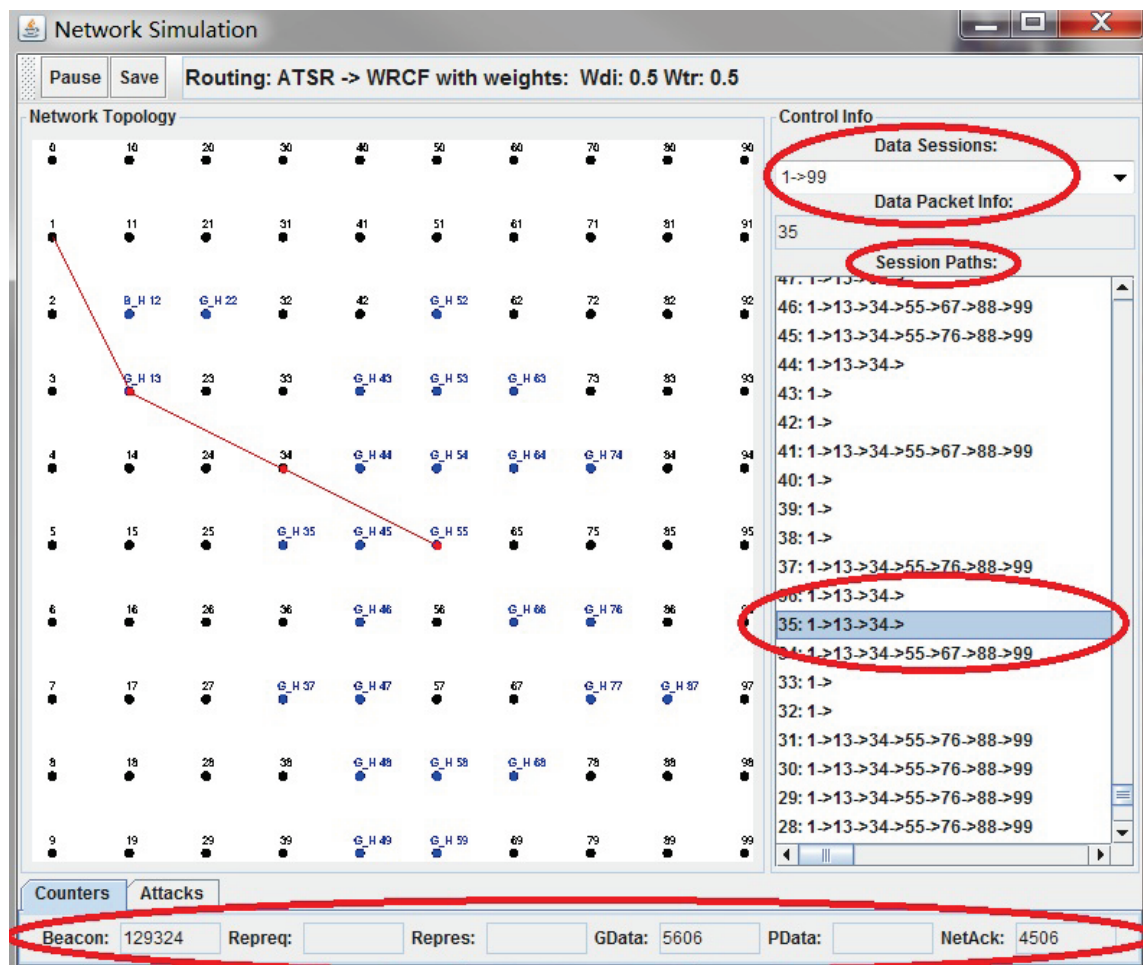 Network Simulation
Pause Save Routing: ATSR -> WRCF with weights: Wdi: 0.5 Wtr: 0.5
Network Topology
0 10 20 30 40 50 60 70 80 90
1 11 21 31 41 51 61 71 81 91
2 B_H 12 G_H 22 32 42 G_H 52 62 72 82 92
3 G_H 13 23 33 G_H 43 G_H 53 G_H 63 73 83 93
4 14 24 34 G_H 44 G_H 54 G_H 64 G_H 74 84 94
5 15 25 G_H 35 G_H 45 G_H 55 65 75 85 95
6 16 26 36 G_H 46 56 G_H 66 G_H 76 86
7 17 27 G_H 37 G_H 47 57 67 G_H 77 G_H 87 97
8 18 28 38 G_H 48 G_H 58 G_H 68 78 88 98
9 19 29 39 G_H 49 G_H 59 69 79 89 99
Control Info
Data Sessions:
1->99
Data Packet Info:
35
Session Paths:
46: 1->13->34->55->67->88->99
45: 1->13->34->55->76->88->99
44: 1->13->34->
43: 1->
42: 1->
41: 1->13->34->55->67->88->99
40: 1->
39: 1->
38: 1->
37: 1->13->34->55->76->88->99
36: 1->13->34->
35: 1->13->34->
34: 1->13->34->55->67->88->99
33: 1->
32: 1->
31: 1->13->34->55->76->88->99
30: 1->13->34->55->76->88->99
29: 1->13->34->55->76->88->99
28: 1->13->34->55->76->88->99
Counters Attacks
Beacon: 129324 Repreq: Repres: GData: 5606 PData: NetAck: 4506